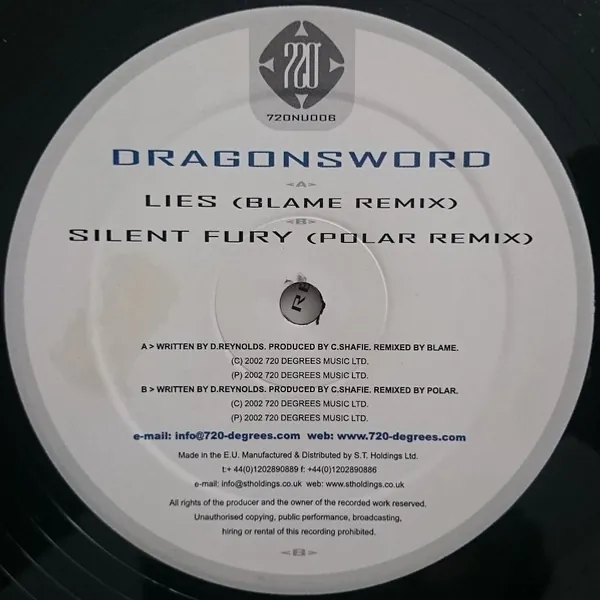 720
720NU006
DRAGONSWORD
<A>
LIES (BLAME REMIX)
<B>
SILENT FURY (POLAR REMIX)
A > WRITTEN BY D.REYNOLDS. PRODUCED BY C.SHAFIE. REMIXED BY BLAME.
(C) 2002 720 DEGREES MUSIC LTD.
(P) 2002 720 DEGREES MUSIC LTD.
B > WRITTEN BY D.REYNOLDS. PRODUCED BY C.SHAFIE. REMIXED BY POLAR.
(C) 2002 720 DEGREES MUSIC LTD.
(P) 2002 720 DEGREES MUSIC LTD.
e-mail: info@720-degrees.com web: www.720-degrees.com
Made in the E.U. Manufactured & Distributed by S.T. Holdings Ltd.
t:+ 44(0)1202890889 f: +44(0)1202890886
e-mail: info@stholdings.co.uk web: www.stholdings.co.uk
All rights of the producer and the owner of the recorded work reserved.
Unauthorised copying, public performance, broadcasting,
hiring or rental of this recording prohibited.
<B>